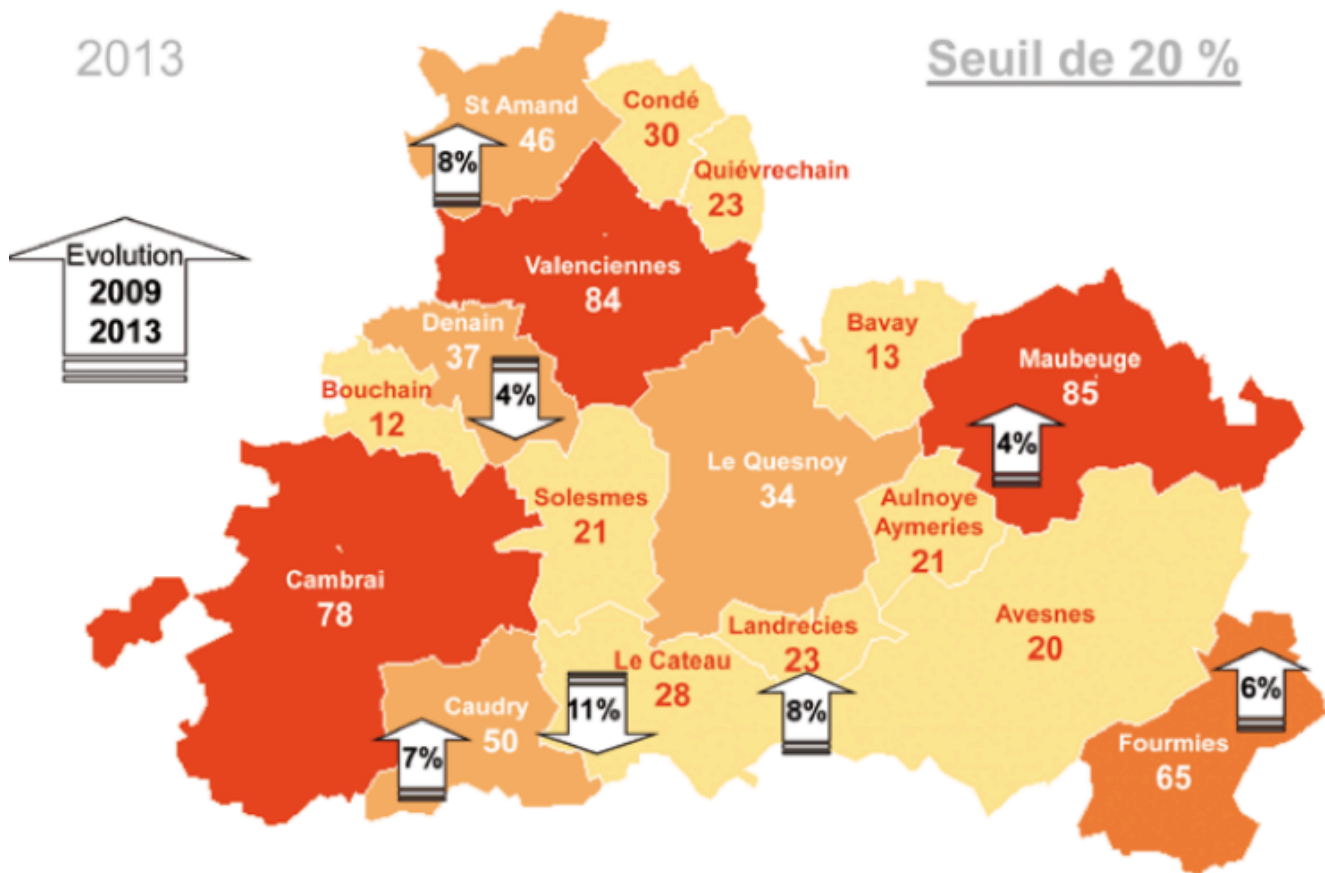 2013
Seuil de 20 %
St Amand
46
8%
Condé
30
Quiévrechain
23
Evolution
2009
2013
Valenciennes
84
Denain
37
4%
Bouchain
12
Bavay
13
Maubeuge
85
4%
Le Quesnoy
34
Solesmes
21
Aulnoye
Aymeries
21
Cambrai
78
Landrecies
23
8%
Avesnes
20
Le Cateau
28
11%
Caudry
50
7%
6%
Fourmies
65